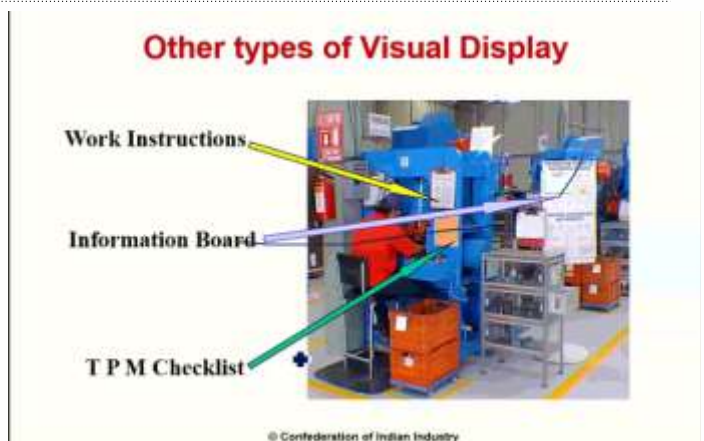 Other types of Visual Display
Work Instructions
Information Board
T P M Checklist
© Confederation of Indian Industry